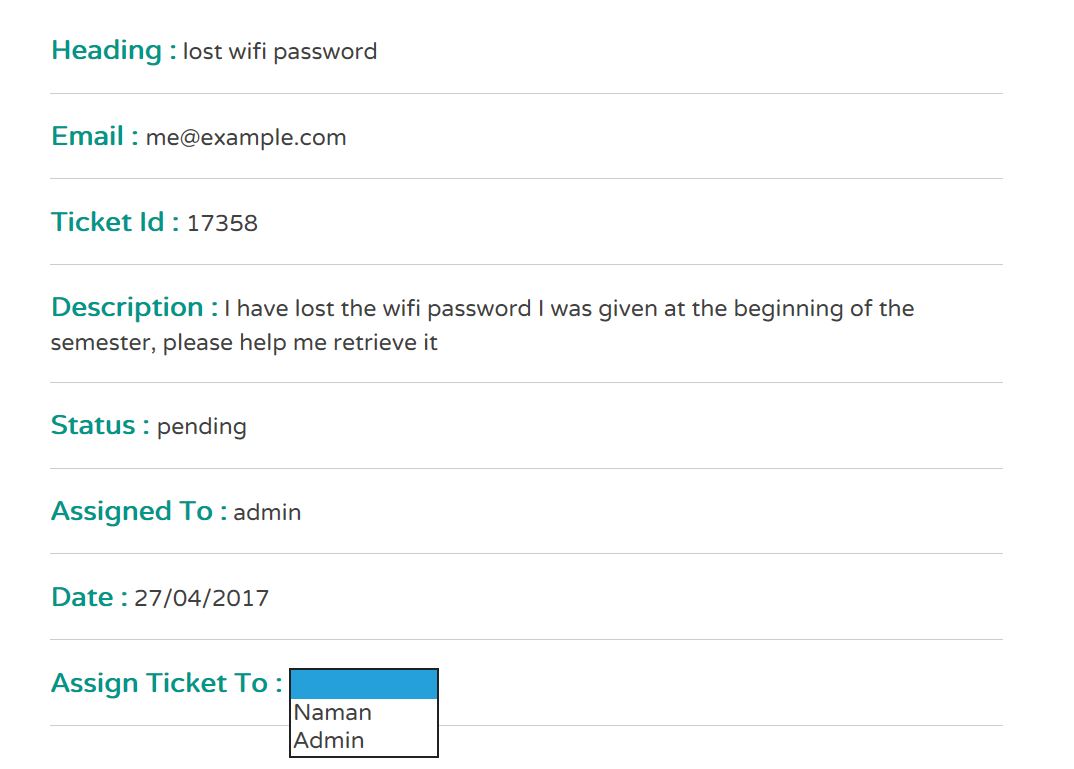 Heading : lost wifi password
Email : me@example.com
Ticket Id : 17358
Description : I have lost the wifi password I was given at the beginning of the
semester, please help me retrieve it
Status : pending
Assigned To : admin
Date : 27/04/2017
Assign Ticket To :
Naman
Admin